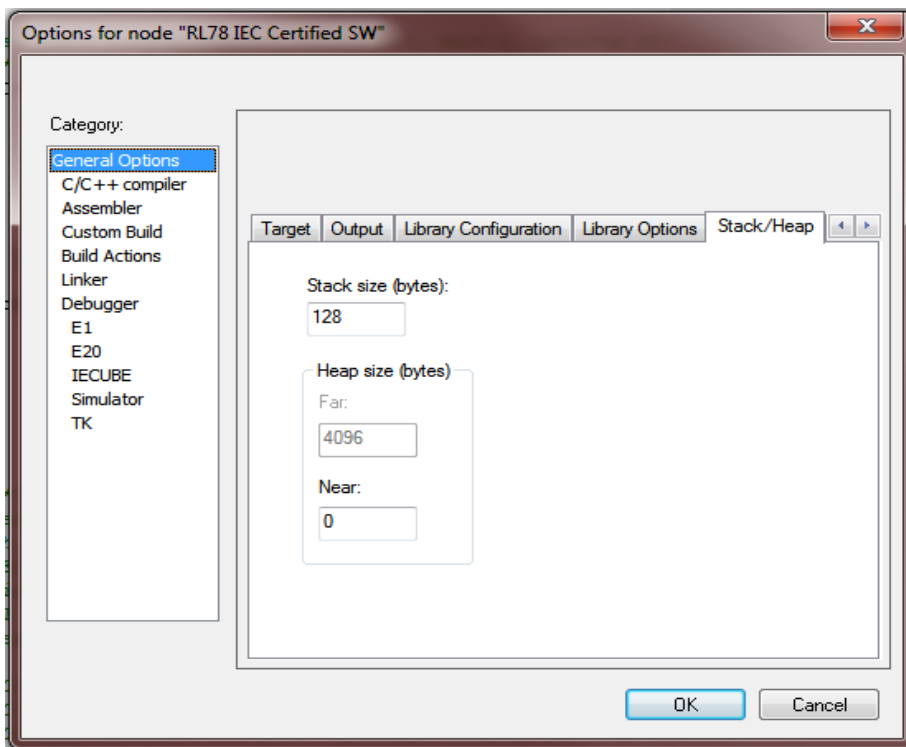 Options for node "RL78 IEC Certified SW"
Category:
General Options
C/C++ compiler
Assembler
Custom Build
Build Actions
Linker
Debugger
E1
E20
IECUBE
Simulator
TK
Target Output Library Configuration Library Options Stack/Heap
Stack size (bytes):
128
Heap size (bytes)
Far:
4096
Near:
0
OK Cancel